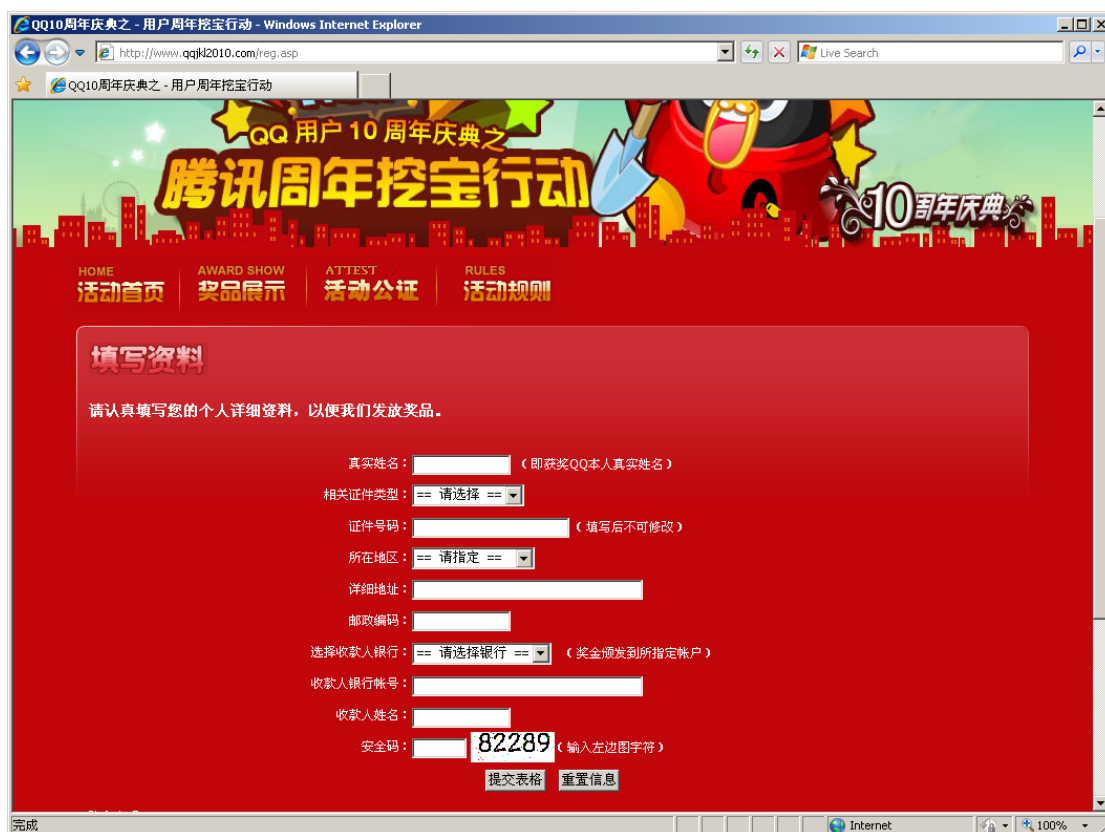 QQ10周年庆典之 - 用户周年挖宝行动 - Windows Internet Explorer
http://www.qqjkl2010.com/reg.asp
Live Search
QQ10周年庆典之 - 用户周年挖宝行动
QQ 用户 10 周年庆典之
腾讯周年挖宝行动
10周年庆典
HOME AWARD SHOW ATTEST RULES
活动首页 奖品展示 活动公证 活动规则
填写资料
请认真填写您的个人详细资料，以便我们发放奖品。
真实姓名：（即获奖QQ本人真实姓名）
相关证件类型：== 请选择 ==
证件号码：（填写后不可修改）
所在地区：== 请指定 ==
详细地址：
邮政编码：
选择收款人银行：== 请选择银行 == （奖金颁发到所指定帐户）
收款人银行帐号：
收款人姓名：
安全码： 82289（输入左边图字符）
提交表格 重置信息
完成 Internet 100%